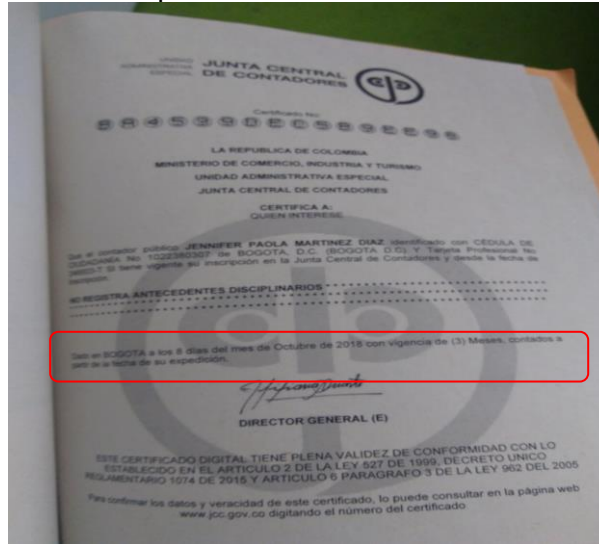 UNIDAD
ADMINISTRATIVA
ESPECIAL
JUNTA CENTRAL
DE CONTADORES
Certificado No:
LA REPUBLICA DE COLOMBIA
MINISTERIO DE COMERCIO, INDUSTRIA Y TURISMO
UNIDAD ADMINISTRATIVA ESPECIAL
JUNTA CENTRAL DE CONTADORES
CERTIFICA A:
QUIEN INTERESE
Que el contador público JENNIFER PAOLA MARTINEZ DIAZ identificado con CÉDULA DE
CIUDADANÍA No 1022380307 de BOGOTA, D.C. (BOGOTA D.C) Y Tarjeta Profesional No
SI tiene vigente su inscripción en la Junta Central de Contadores y desde la fecha de
Inscripción.
NO REGISTRA ANTECEDENTES DISCIPLINARIOS
Dado en BOGOTA a los 8 días del mes de Octubre de 2018 con vigencia de (3) Meses, contados a
partir de la fecha de su expedición.
DIRECTOR GENERAL (E)
ESTE CERTIFICADO DIGITAL TIENE PLENA VALIDEZ DE CONFORMIDAD CON LO
ESTABLECIDO EN EL ARTICULO 2 DE LA LEY 527 DE 1999, DECRETO UNICO
REGLAMENTARIO 1074 DE 2015 Y ARTICULO 6 PARAGRAFO 3 DE LA LEY 962 DEL 2005
Para confirmar los datos y veracidad de este certificado, lo puede consultar en la página web
www.jcc.gov.co digitando el número del certificado